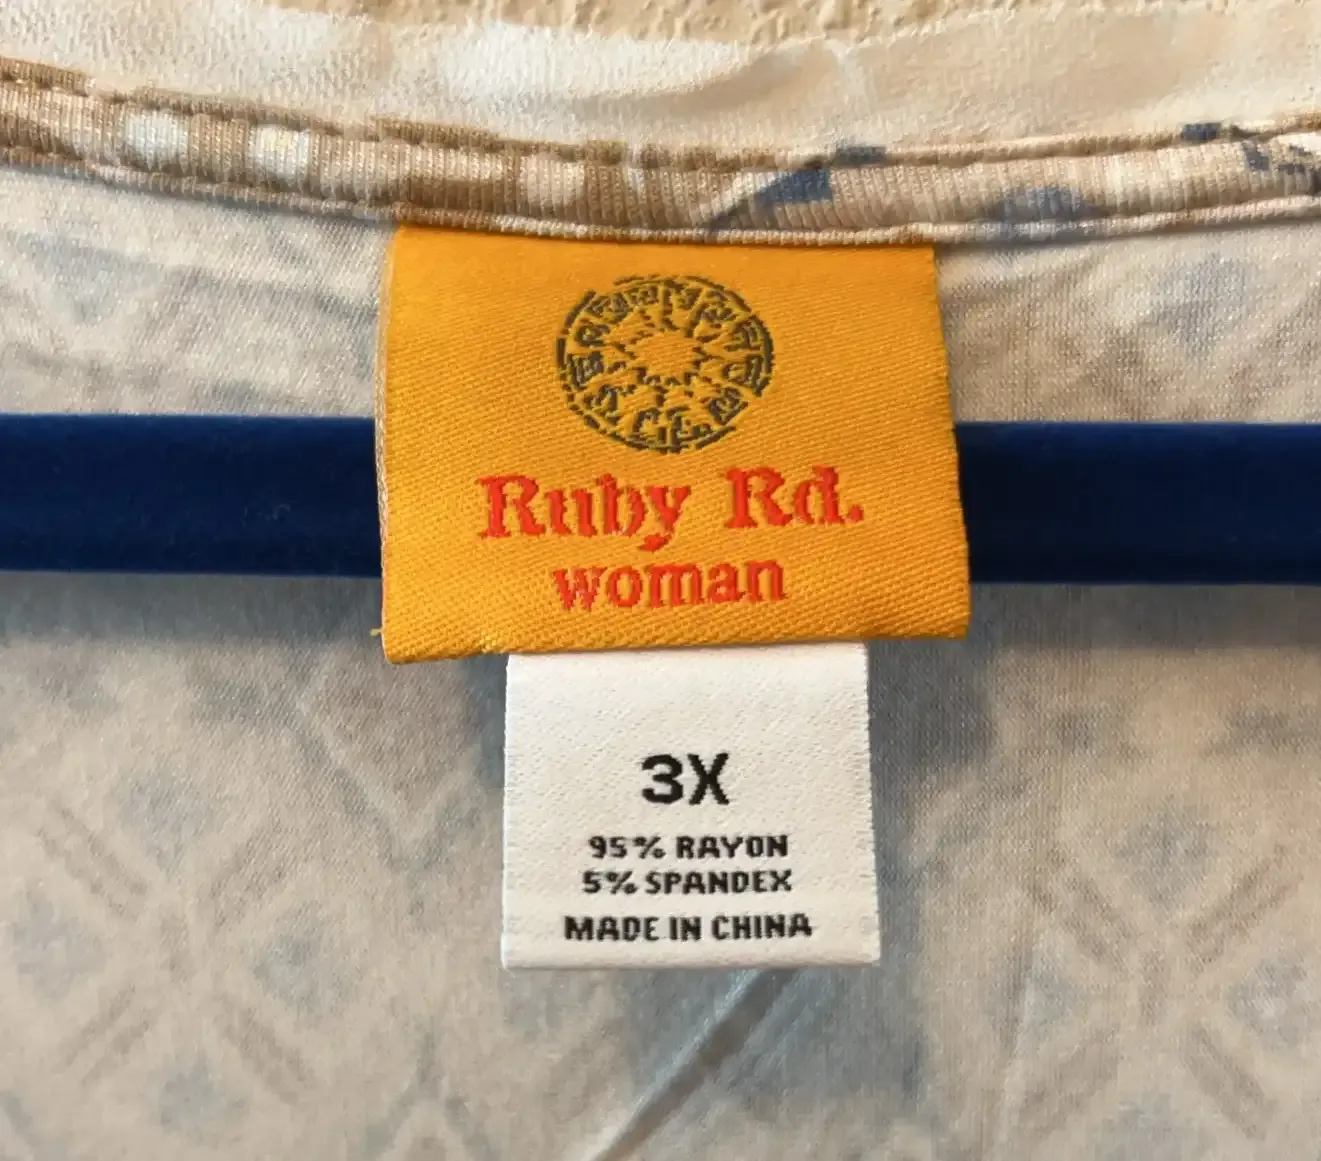 Ruby Rd.
woman
3X
95% RAYON
5% SPANDEX
MADE IN CHINA